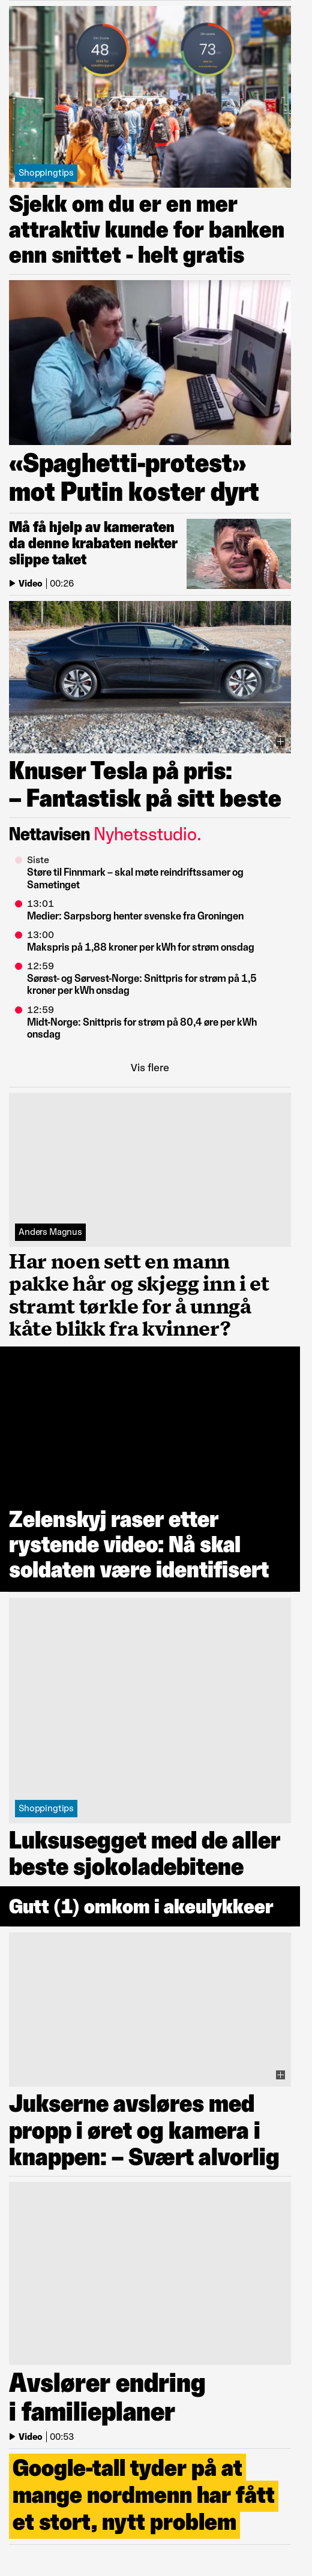 48
73
Shoppingtips
Sjekk om du er en mer
attraktiv kunde for banken
enn snittet - helt gratis
«Spaghetti-protest»
mot Putin koster dyrt
Må få hjelp av kameraten
da denne krabaten nekter
slippe taket
Video | 00:26
Knuser Tesla på pris:
– Fantastisk på sitt beste
Nettavisen Nyhetsstudio.
Siste
Støre til Finnmark – skal møte reindriftssamer og
Sametinget
13:01
Medier: Sarpsborg henter svenske fra Groningen
13:00
Makspris på 1,88 kroner per kWh for strøm onsdag
12:59
Sørøst- og Sørvest-Norge: Snittpris for strøm på 1,5
kroner per kWh onsdag
12:59
Midt-Norge: Snittpris for strøm på 80,4 øre per kWh
onsdag
Vis flere
Anders Magnus
Har noen sett en mann
pakke hår og skjegg inn i et
stramt tørkle for å unngå
kåte blikk fra kvinner?
Zelenskyj raser etter
rystende video: Nå skal
soldaten være identifisert
Shoppingtips
Luksusegget med de aller
beste sjokoladebitene
Gutt (1) omkom i akeulykkeer
Jukserne avsløres med
propp i øret og kamera i
knappen: – Svært alvorlig
Avslører endring
i familieplaner
Video | 00:53
Google-tall tyder på at
mange nordmenn har fått
et stort, nytt problem